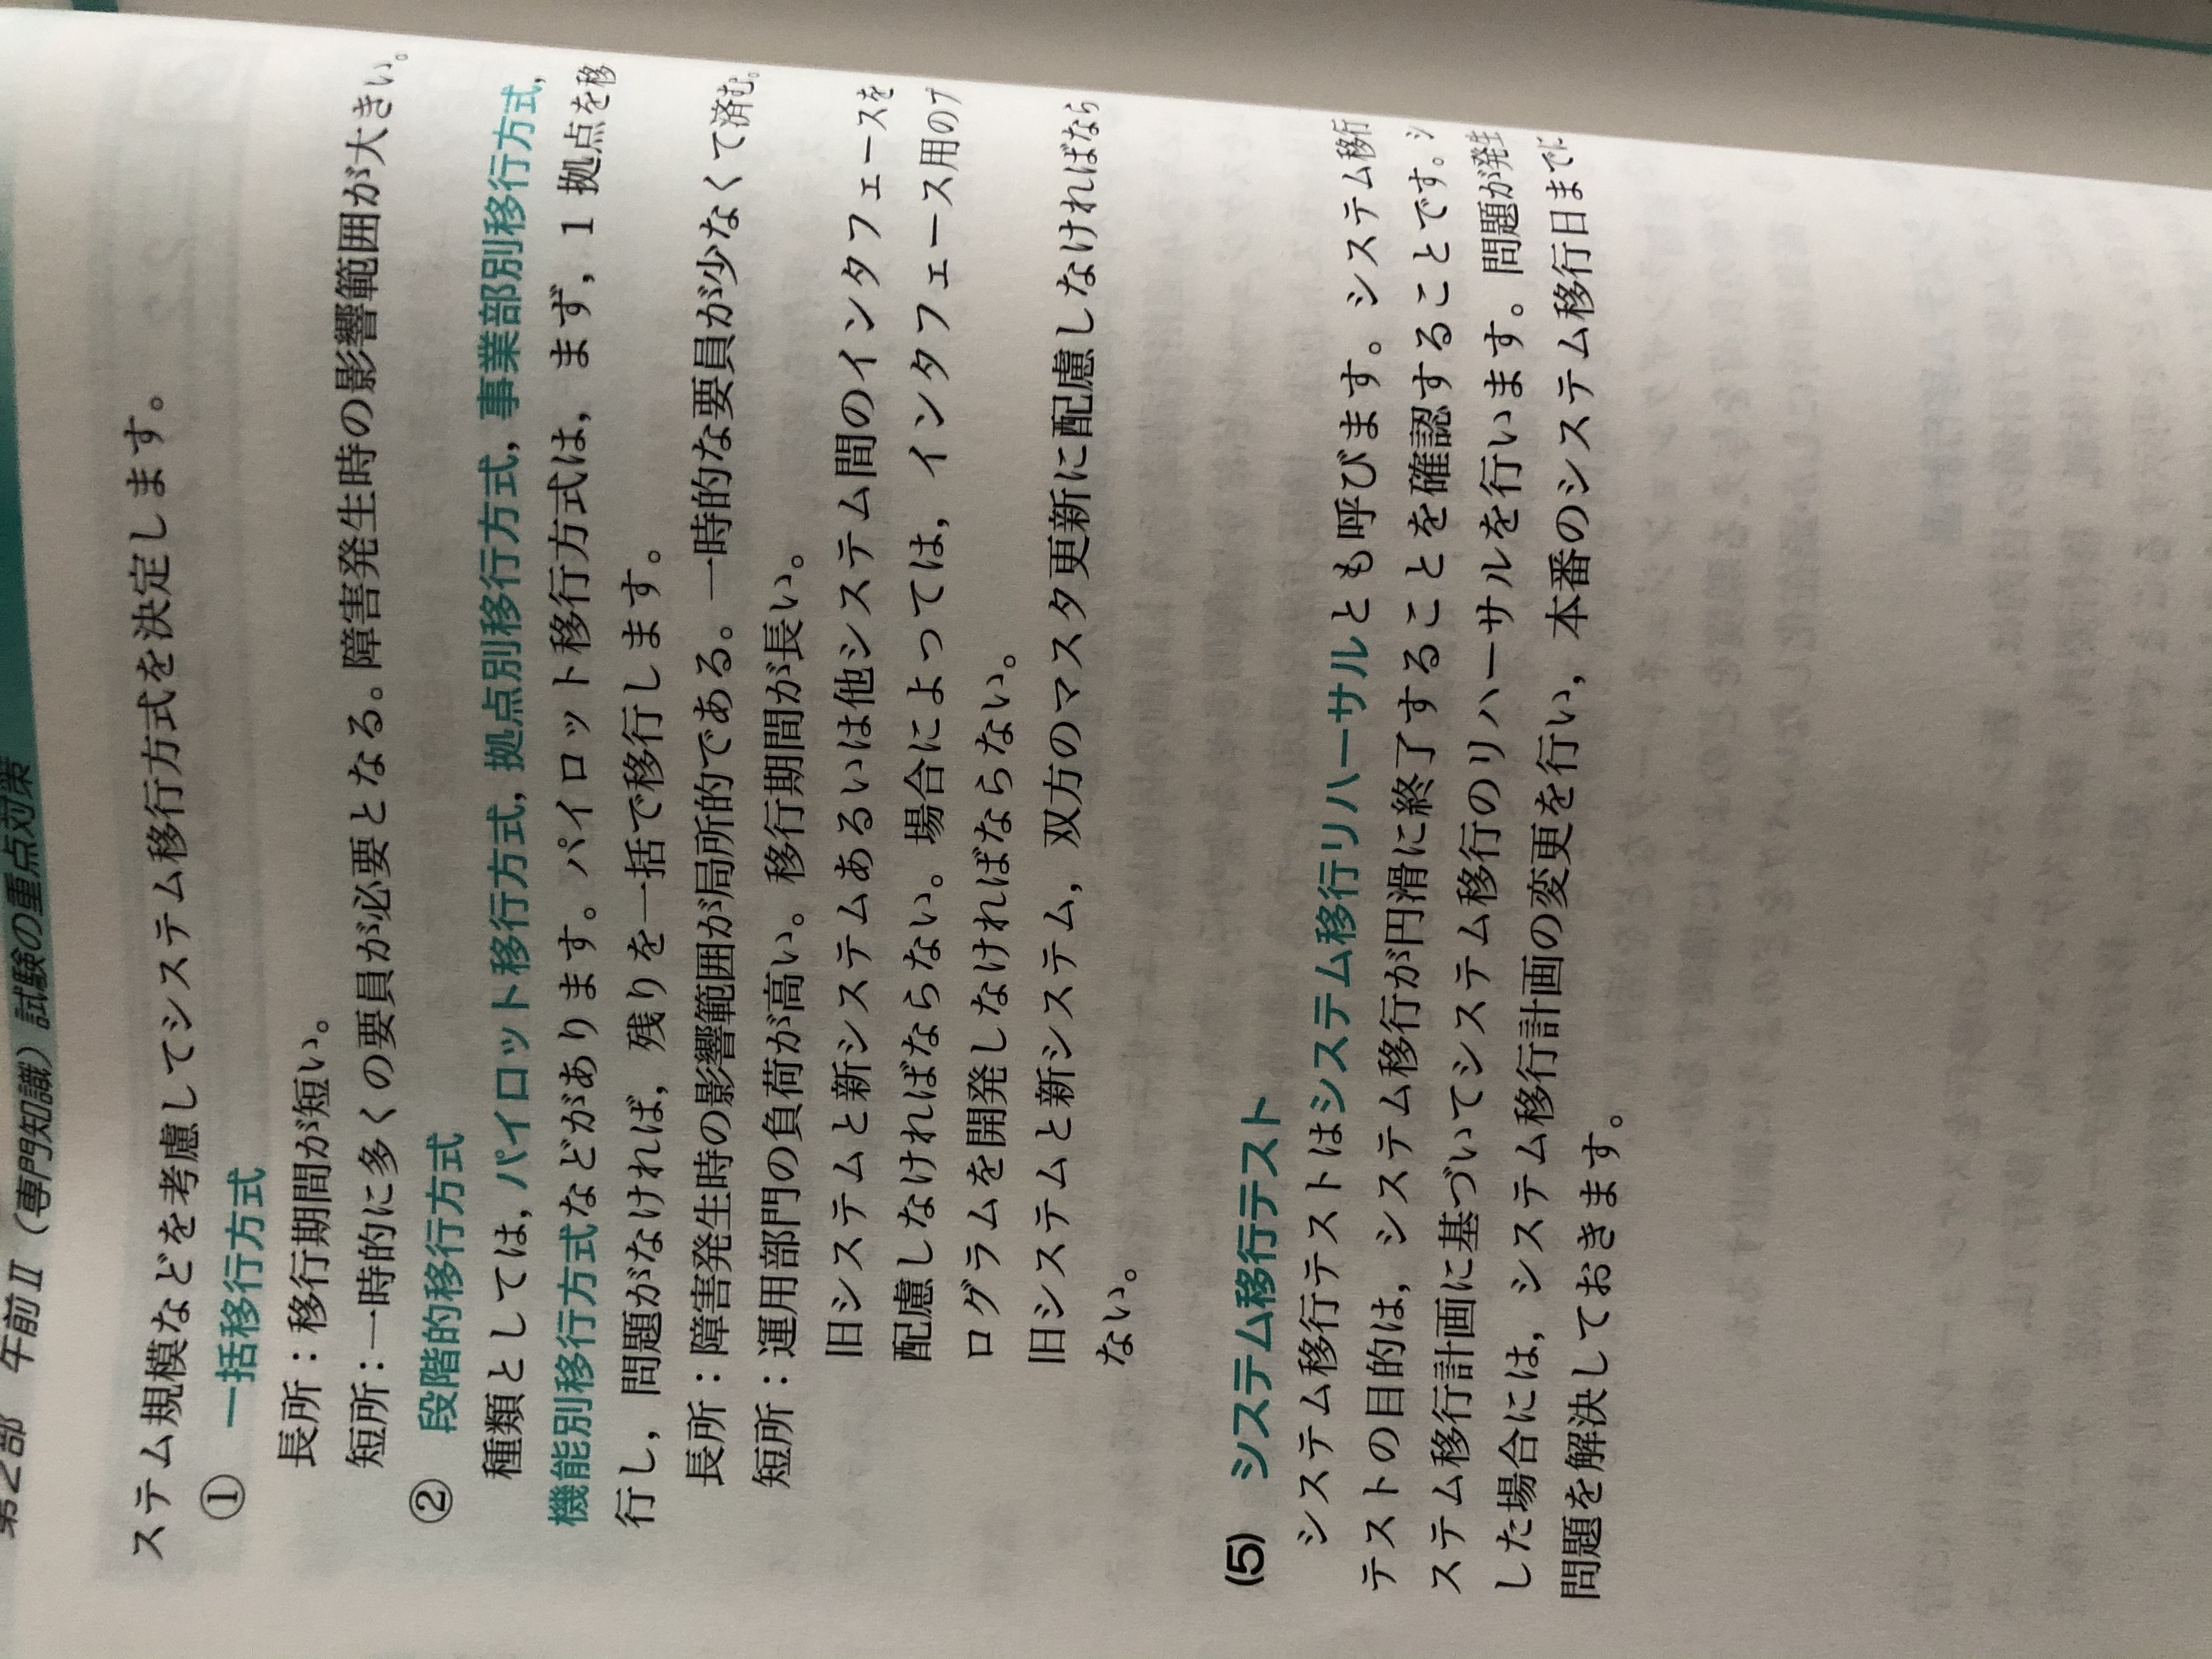 第2部 午前Ⅱ（専門知識）試験の重点対策
ステム規模などを考慮してシステム移行方式を決定します。
① 一括移行方式
長所：移行期間が短い。
短所：一時的に多くの要員が必要となる。障害発生時の影響範囲が大きい。
② 段階的移行方式
種類としては，パイロット移行方式，拠点別移行方式，事業部別移行方式，
機能別移行方式などがあります。パイロット移行方式は，まず，1 拠点を移
行し，問題がなければ，残りを一括で移行します。
長所：障害発生時の影響範囲が局所的である。一時的な要員が少なくて済む。
短所：運用部門の負荷が高い。移行期間が長い。
旧システムと新システムあるいは他システム間のインタフェースを
配慮しなければならない。場合によっては，インタフェース用のプ
ログラムを開発しなければならない。
旧システムと新システム，双方のマスタ更新に配慮しなければなら
ない。
(5) システム移行テスト
システム移行テストはシステム移行リハーサルとも呼びます。システム移行
テストの目的は，システム移行が円滑に終了することを確認することです。シ
ステム移行計画に基づいてシステム移行のリハーサルを行います。問題が発生
した場合には，システム移行計画の変更を行い，本番のシステム移行日までに
問題を解決しておきます。